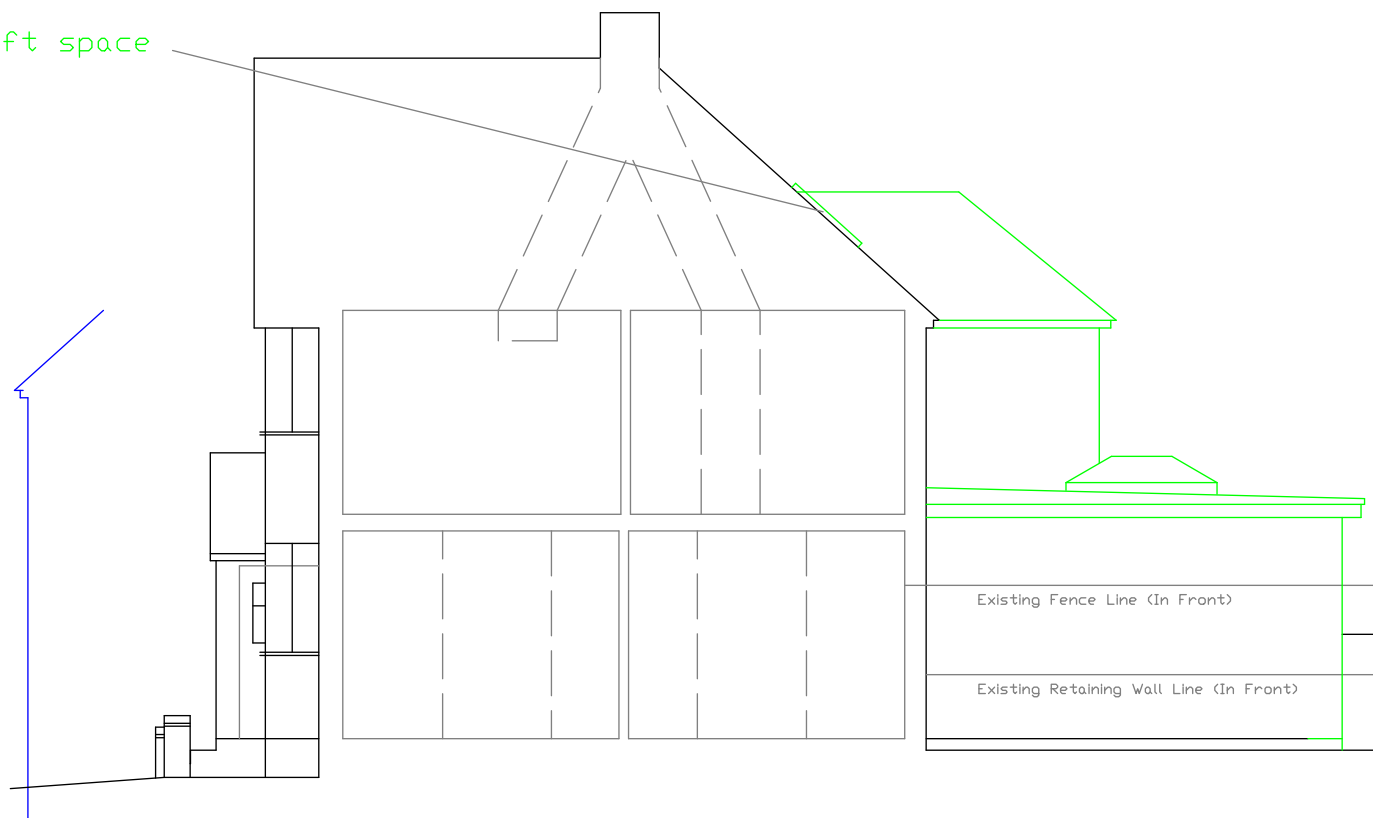 ft space
Existing Fence Line (In Front)
Existing Retaining Wall Line (In Front)